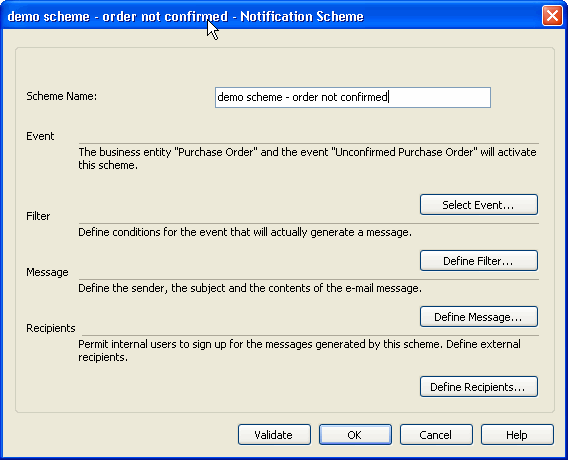 demo scheme - order not confirmed - Notification Scheme
Scheme Name:
demo scheme - order not confirmed
Event
The business entity "Purchase Order" and the event "Unconfirmed Purchase Order" will activate
this scheme.
Select Event...
Filter
Define conditions for the event that will actually generate a message.
Define Filter...
Message
Define the sender, the subject and the contents of the e-mail message.
Define Message...
Recipients
Permit internal users to sign up for the messages generated by this scheme. Define external
recipients.
Define Recipients...
Validate
OK
Cancel
Help